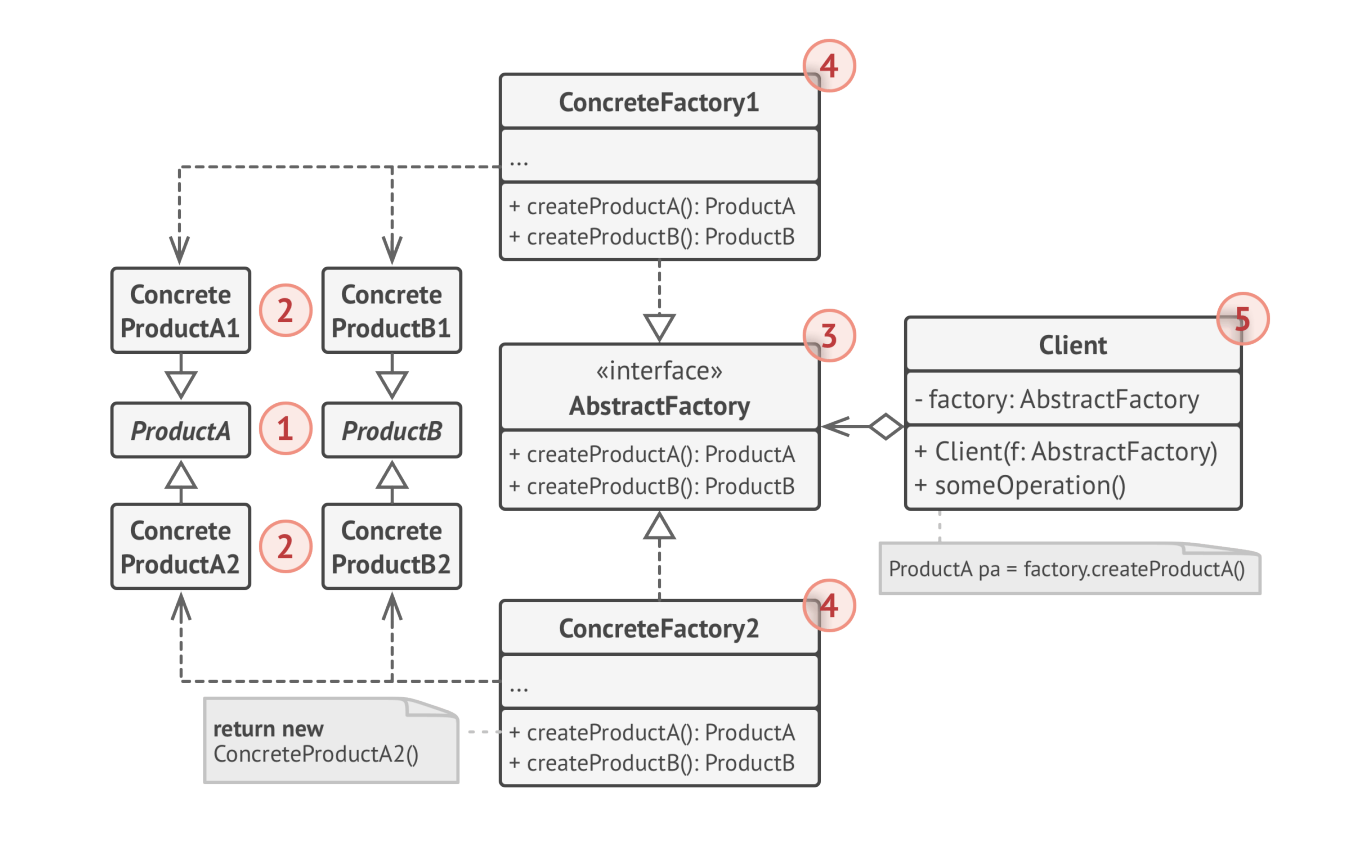 4
ConcreteFactory1
...
+ createProductA(): ProductA
+ createProductB(): ProductB
Concrete
ProductA1
2
Concrete
ProductB1
ProductA
1
ProductB
Concrete
ProductA2
2
Concrete
ProductB2
3
«interface»
AbstractFactory
+ createProductA(): ProductA
+ createProductB(): ProductB
5
Client
- factory: AbstractFactory
+ Client(f: AbstractFactory)
+ someOperation()
ProductA pa = factory.createProductA()
4
ConcreteFactory2
...
+ createProductA(): ProductA
+ createProductB(): ProductB
return new
ConcreteProductA2()